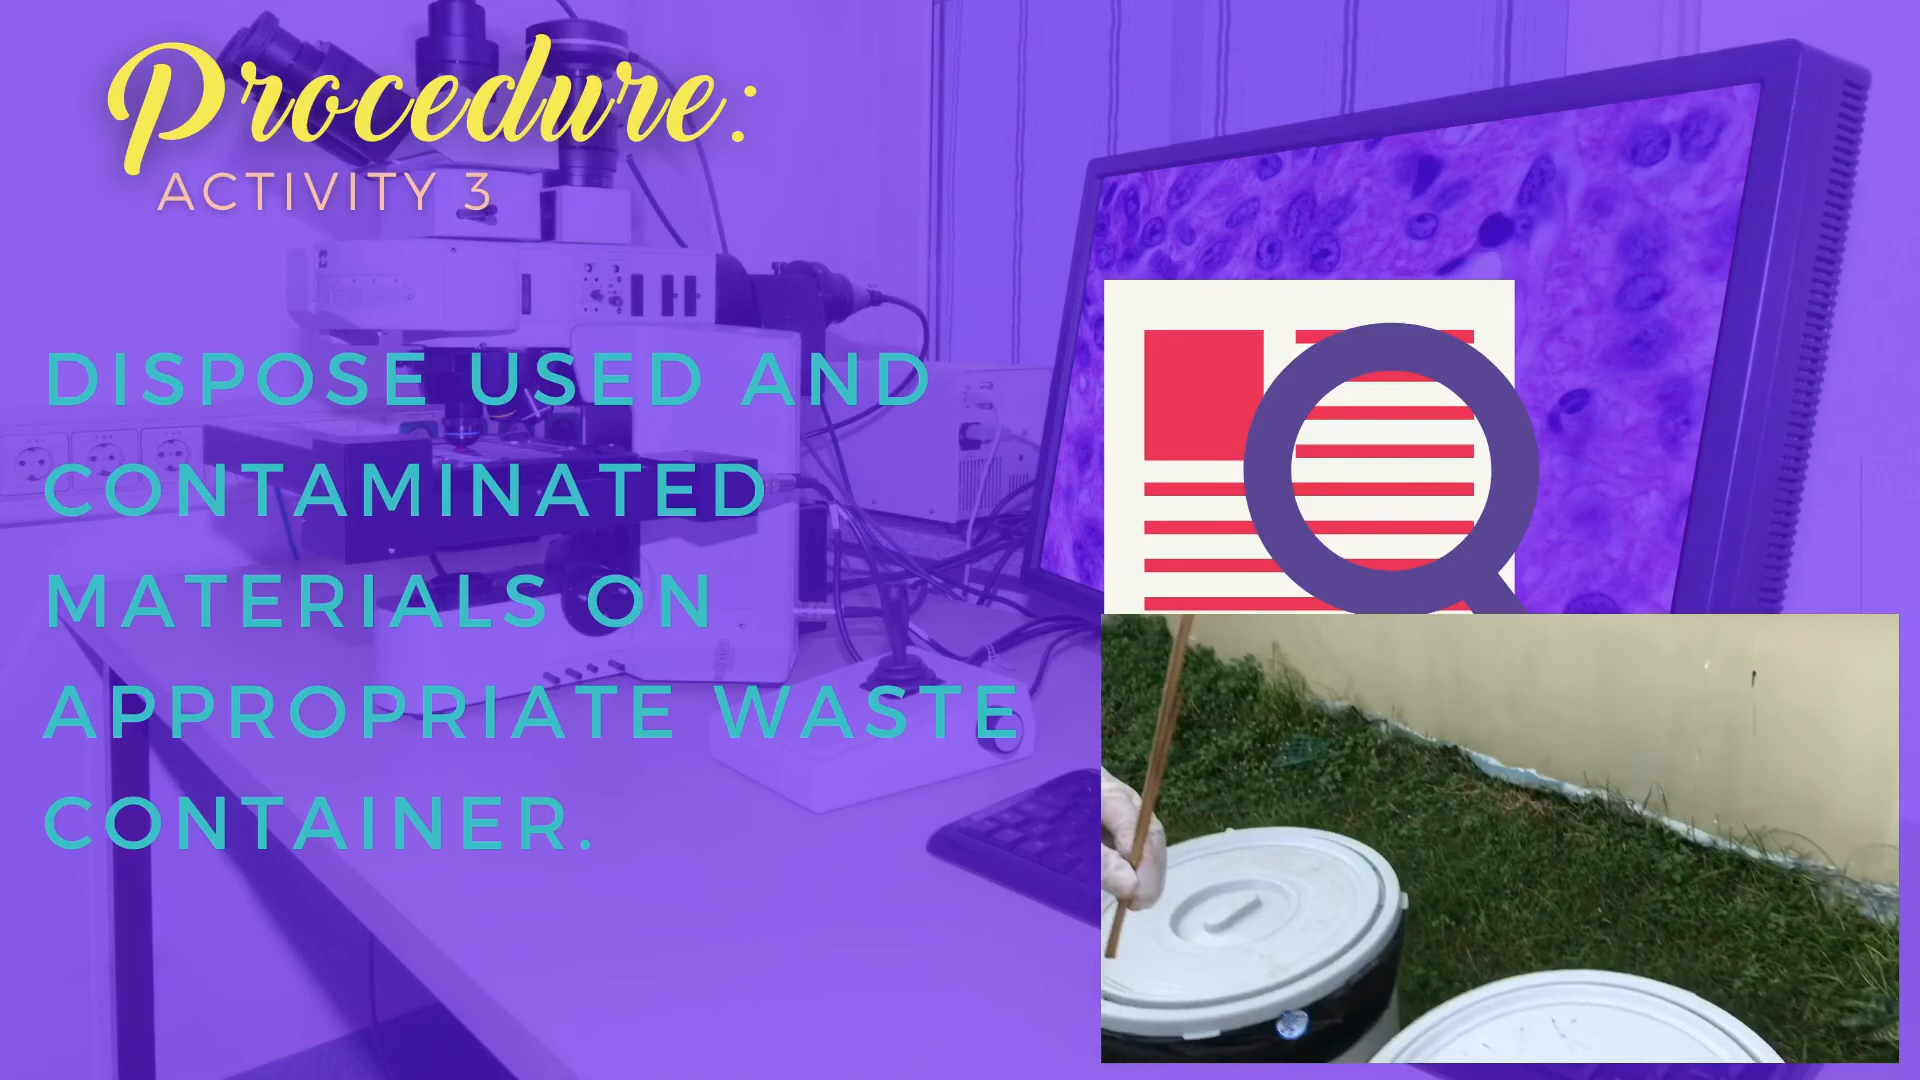 Procedure:
ACTIVITY 3
DISPOSE USED AND
CONTAMINATED
MATERIALS ON
APPROPRIATE WASTE
CONTAINER.